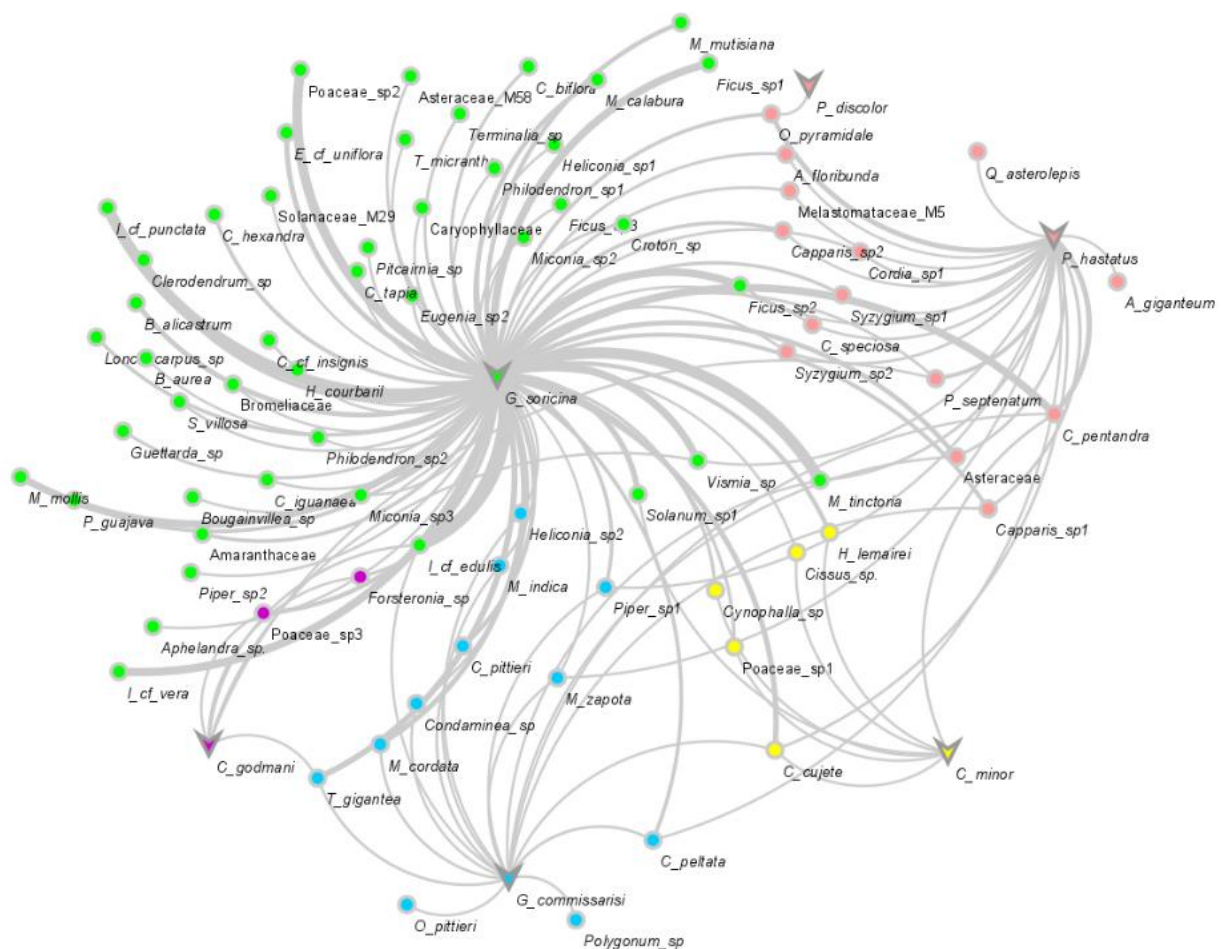 M_mutisiana
Poaceae_sp2
Asteraceae_M58
C_biflora
M_calabura
Ficus_sp1
P_discolor
E_cf_uniflora
T_micrantha
Terminalia_sp
Heliconia_sp1
O_pyramidale
Philodendron_sp1
A_floribunda
Q_asterolepis
Solanaceae_M29
Caryophyllaceae
Melastomataceae_M5
I_cf_punctata
C_hexandra
Pitcairnia_sp
Miconia_sp2
Croton_sp
Capparis_sp2
Cordia_sp1
P_hastatus
Clerodendrum_sp
C_tapia
Eugenia_sp2
Ficus_sp2
Syzygium_sp1
A_giganteum
B_alicastrum
C_speciosa
C_cf_insignis
B_aurea
H_courbaril
G_soricina
Syzygium_sp2
Bromeliaceae
P_septenatum
S_villosa
C_pentandra
Guettarda_sp
Philodendron_sp2
M_mollis
P_guajava
C_iguanaea
Miconia_sp3
Vismia_sp
M_tinctoria
Asteraceae
Bougainvillea_sp
Solanum_sp1
Capparis_sp1
Amaranthaceae
Heliconia_sp2
H_lemairei
I_cf_edulis
M_indica
Cissus_sp.
Piper_sp2
Forsteronia_sp
Piper_sp1
Cynophalla_sp
Aphelandra_sp.
Poaceae_sp3
C_pittieri
Poaceae_sp1
I_cf_vera
M_zapota
Condaminea_sp
C_godmani
M_cordata
C_cujete
C_minor
T_gigantea
C_peltata
G_commissarisi
O_pittieri
Polygonum_sp